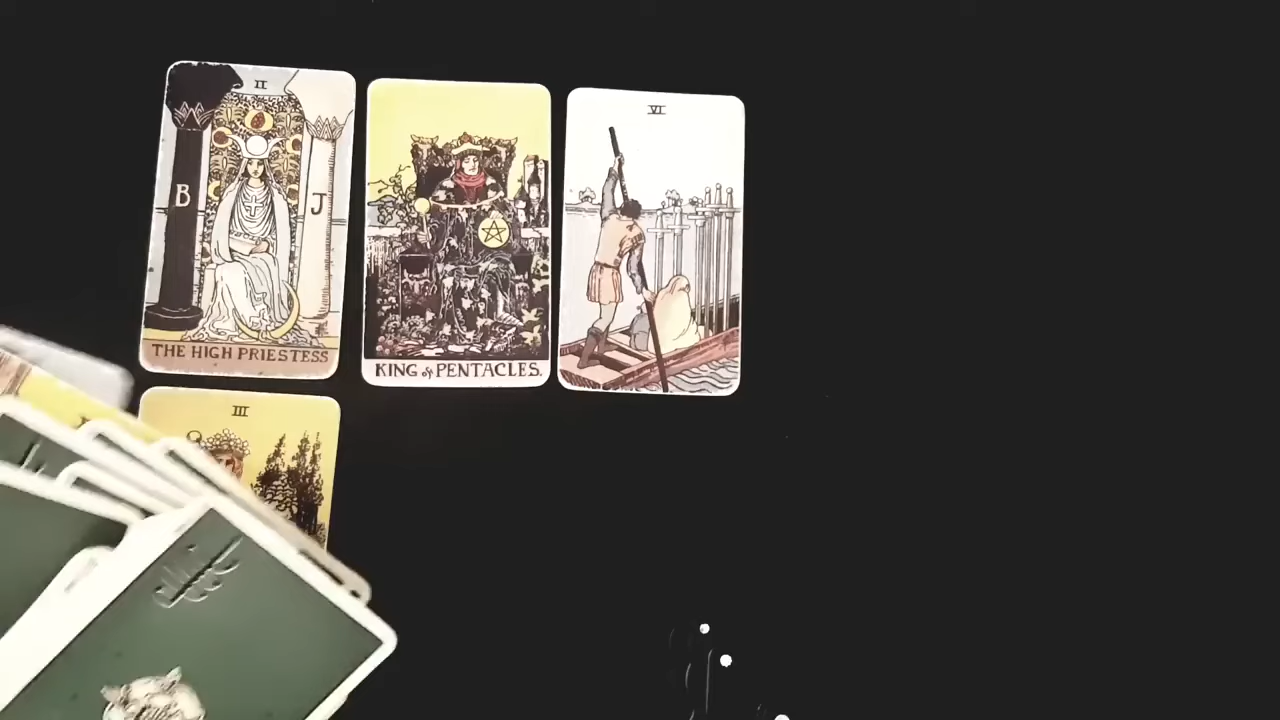 II
B
J
THE HIGH PRIESTESS
KING of PENTACLES.
VI
III